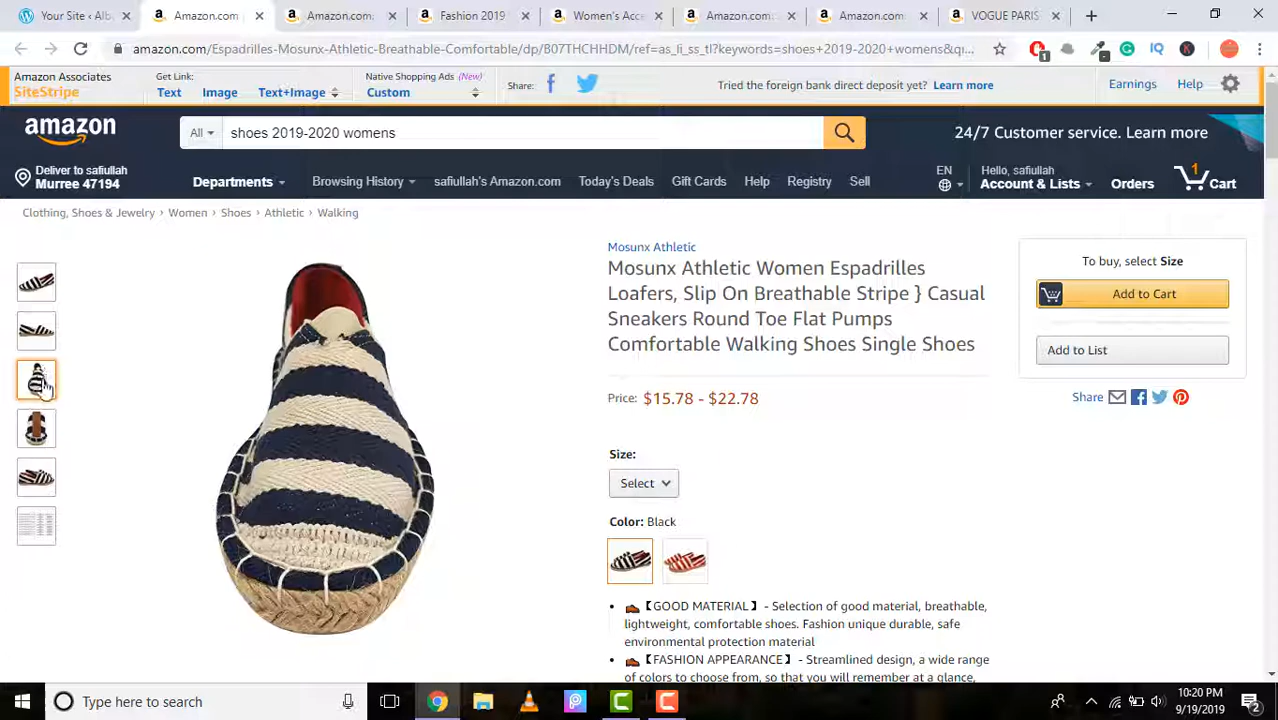 Your Site ‹ Alb
Amazon.com
Amazon.com:
Fashion 2019
Women's Acce
Amazon.com:
Amazon.com:
VOGUE PARIS
amazon.com/Espadrilles-Mosunx-Athletic-Breathable-Comfortable/dp/B07THCHHDM/ref=as_li_ss_tl?keywords=shoes+2019-2020+womens&qu...
Amazon Associates
SiteStripe
Get Link:
Text Image Text+Image
Native Shopping Ads (New)
Custom
Share:
Tried the foreign bank direct deposit yet? Learn more
Earnings Help
amazon
All
shoes 2019-2020 womens
24/7 Customer service. Learn more
Deliver to safiullah
Murree 47194
Departments Browsing History safiullah's Amazon.com Today's Deals Gift Cards Help Registry Sell
EN
Hello, safiullah
Account & Lists
Orders
1
Cart
Clothing, Shoes & Jewelry › Women › Shoes › Athletic › Walking
Mosunx Athletic
Mosunx Athletic Women Espadrilles
Loafers, Slip On Breathable Stripe } Casual
Sneakers Round Toe Flat Pumps
Comfortable Walking Shoes Single Shoes
Price: $15.78 - $22.78
Size:
Select
Color: Black
【GOOD MATERIAL】 - Selection of good material, breathable,
lightweight, comfortable shoes. Fashion unique durable, safe
environmental protection material
【FASHION APPEARANCE】 - Streamlined design, a wide range
of colors to choose from, so that you will remember at a glance,
To buy, select Size
Add to Cart
Add to List
Share
Type here to search
10:20 PM
9/19/2019
2